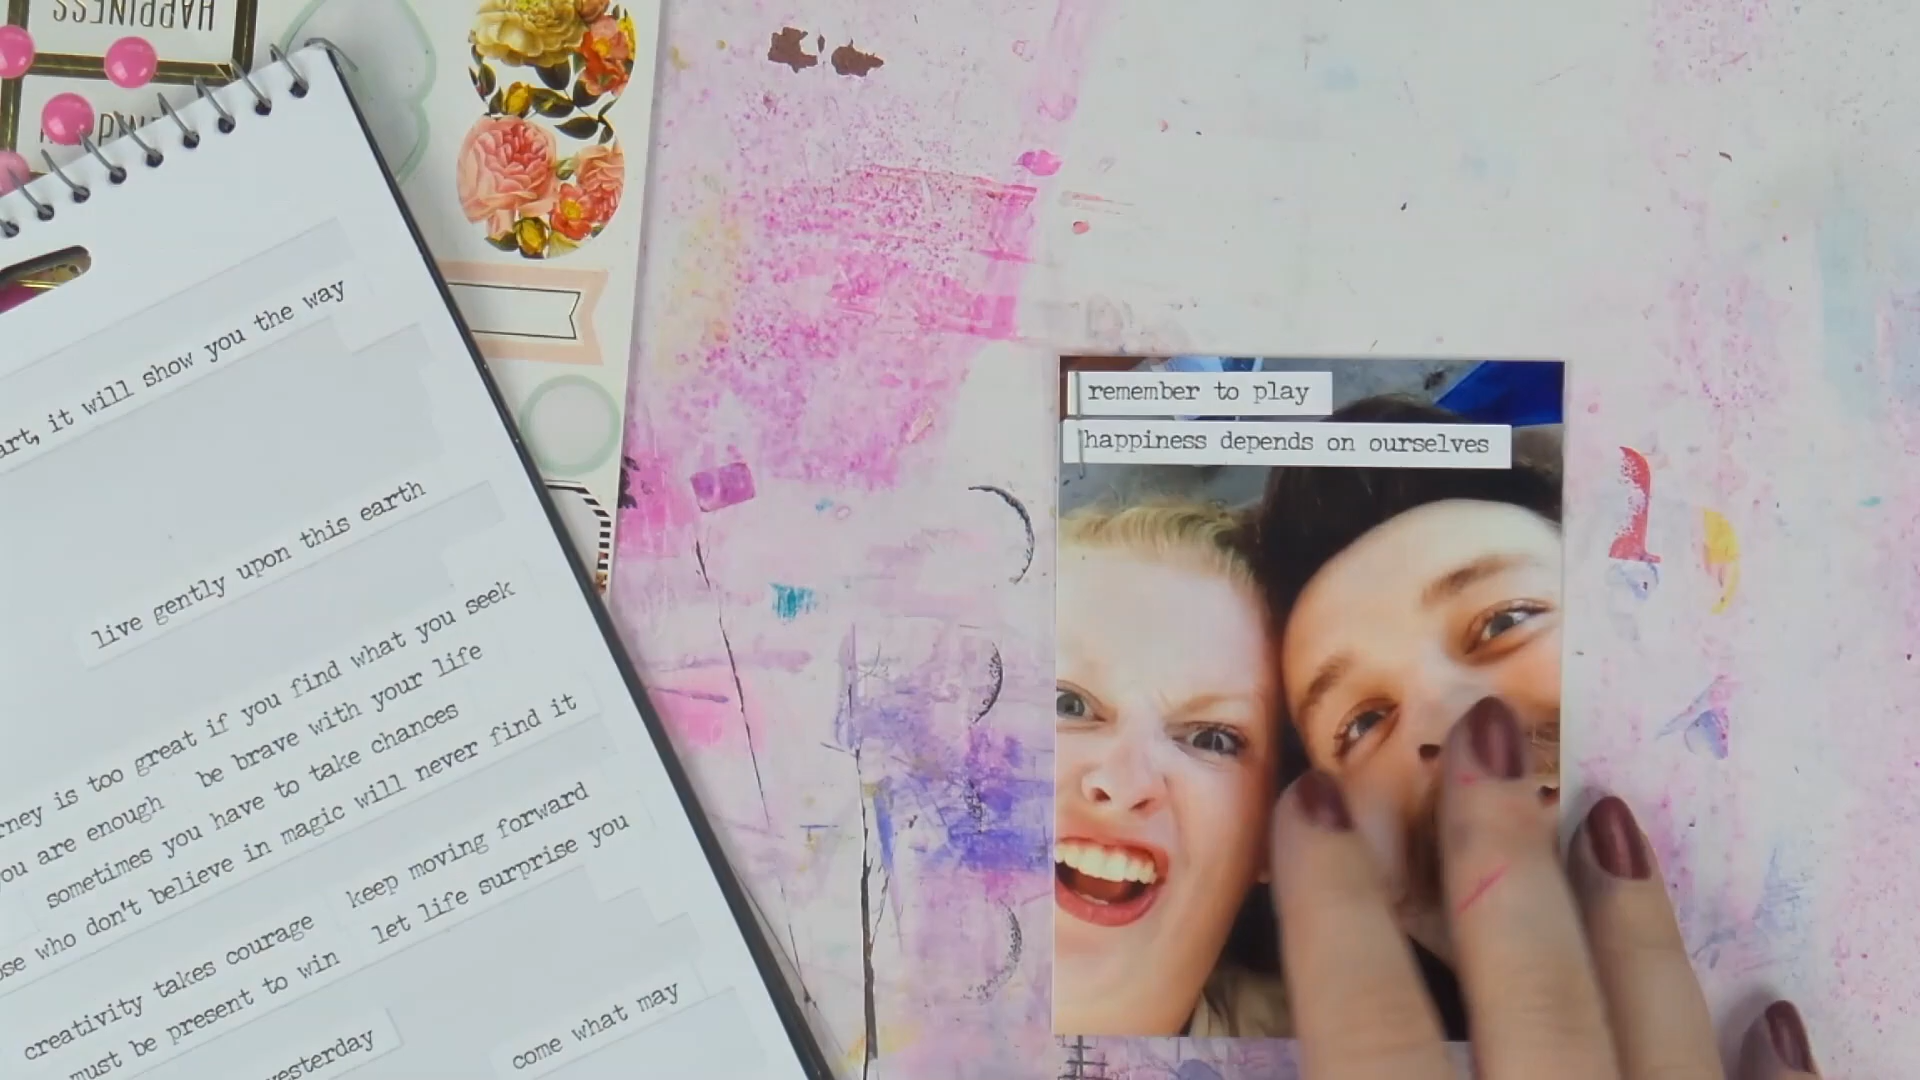 HAPPINESS
art, it will show you the way
live gently upon this earth
rney is too great if you find what you seek
you are enough
be brave with your life
sometimes you have to take chances
ose who don't believe in magic will never find it
creativity takes courage
keep moving forward
must be present to win
let life surprise you
yesterday
come what may
remember to play
happiness depends on ourselves